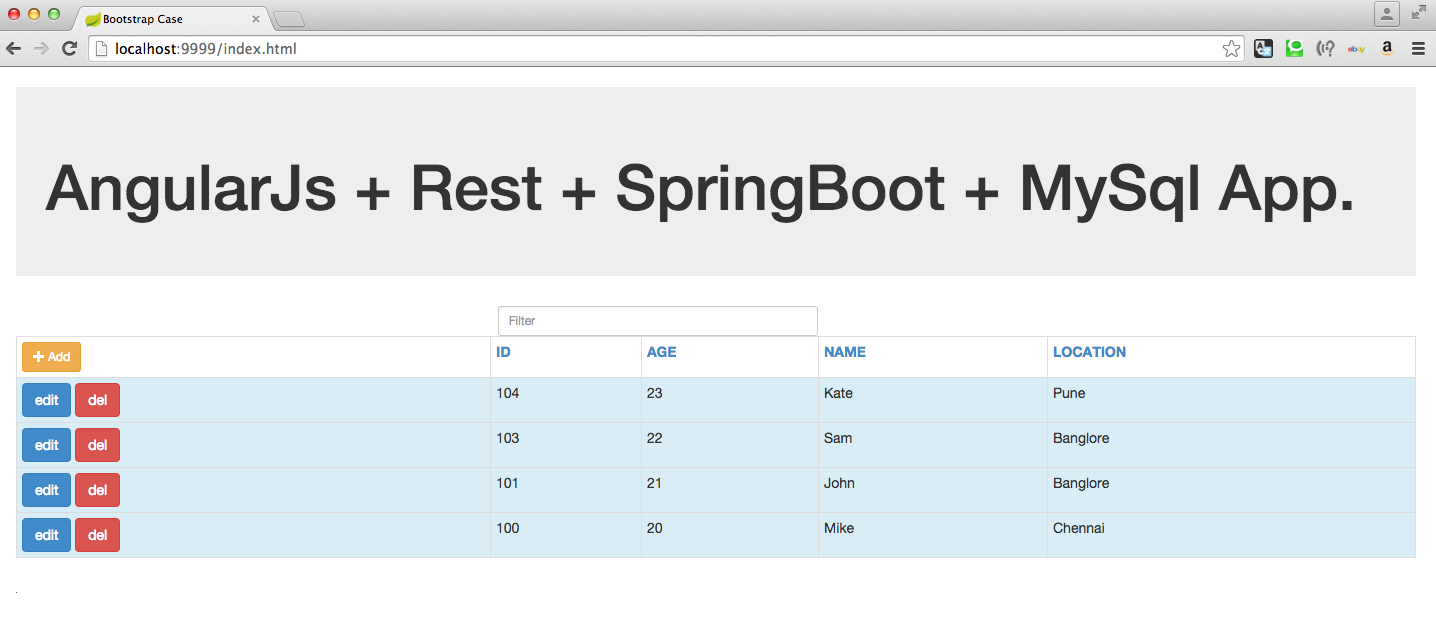 Bootstrap Case
localhost:9999/index.html
ebay
a
AngularJs + Rest + SpringBoot + MySql App.
Filter
Add ID AGE NAME LOCATION
edit del 104 23 Kate Pune
edit del 103 22 Sam Banglore
edit del 101 21 John Banglore
edit del 100 20 Mike Chennai